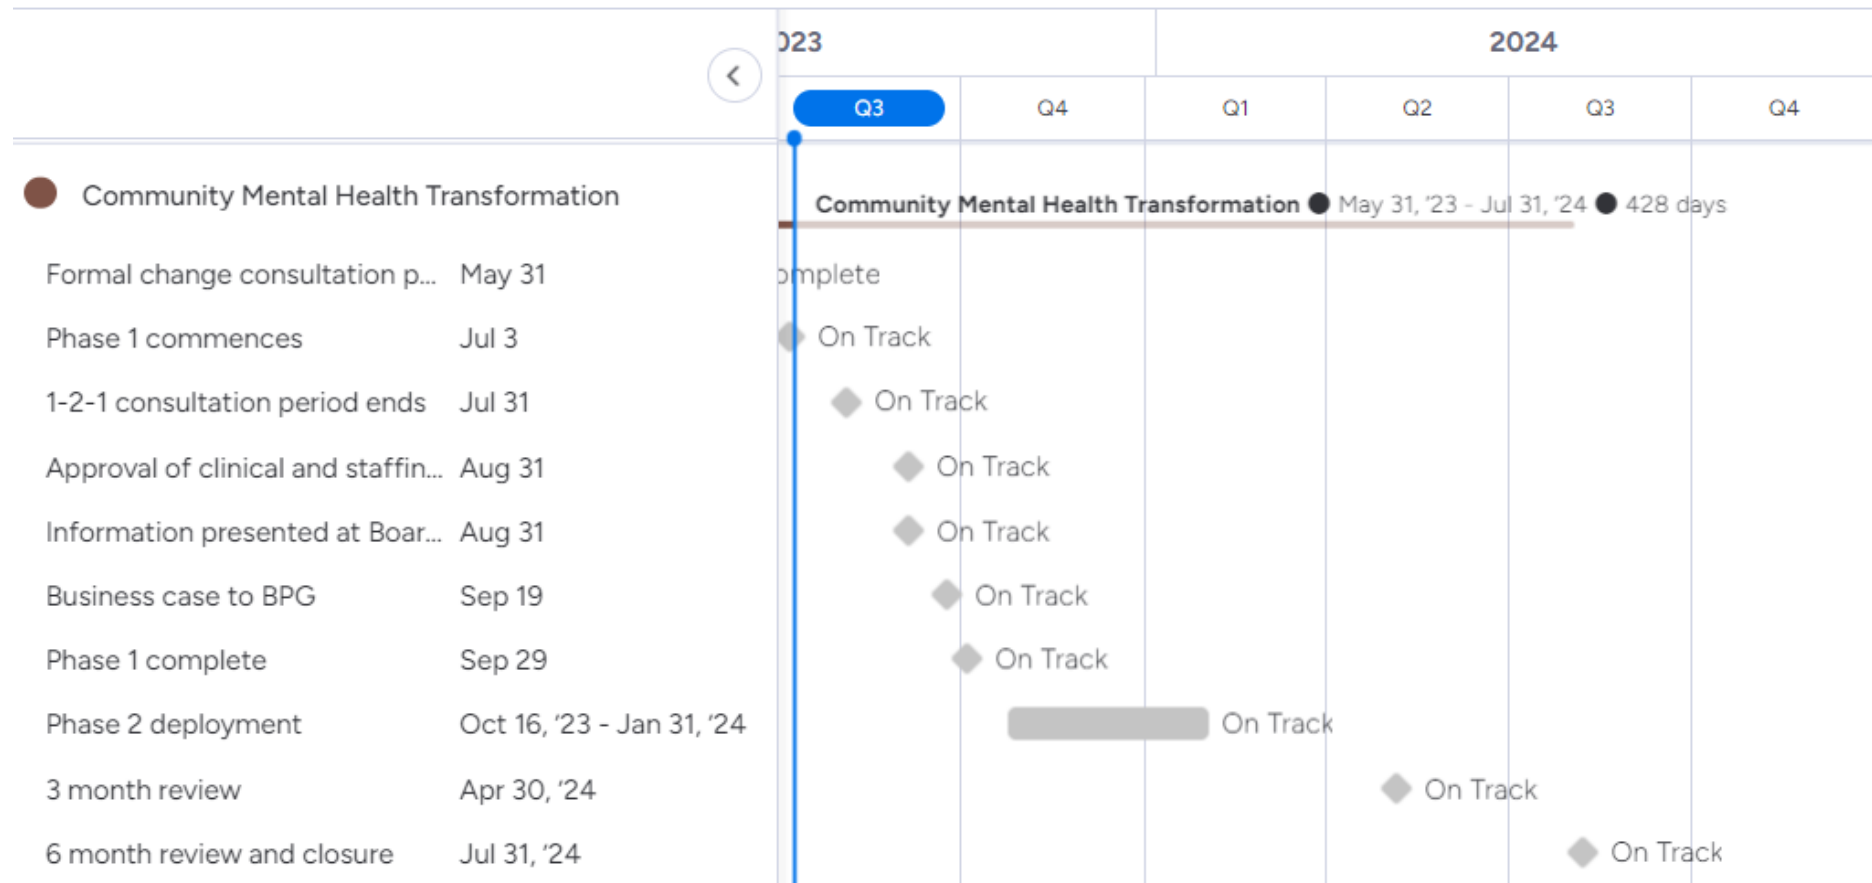 023 2024
Q3 Q4 Q1 Q2 Q3 Q4
Community Mental Health Transformation
Community Mental Health Transformation ● May 31, '23 - Jul 31, '24 ● 428 days
Formal change consultation p... May 31 omplete
Phase 1 commences Jul 3 On Track
1-2-1 consultation period ends Jul 31 On Track
Approval of clinical and staffin... Aug 31 On Track
Information presented at Boar... Aug 31 On Track
Business case to BPG Sep 19 On Track
Phase 1 complete Sep 29 On Track
Phase 2 deployment Oct 16, '23 - Jan 31, '24 On Track
3 month review Apr 30, '24 On Track
6 month review and closure Jul 31, '24 On Track